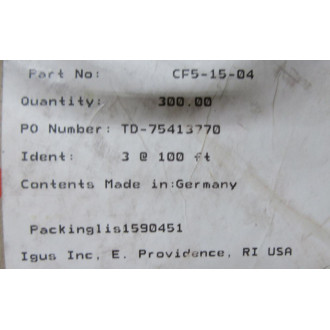 Part No: CF5-15-04
Quantity: 300.00
PO Number: TD-75413770
Ident: 3 @ 100 ft
Contents Made in:Germany
Packinglis1590451
Igus Inc, E. Providence, RI USA